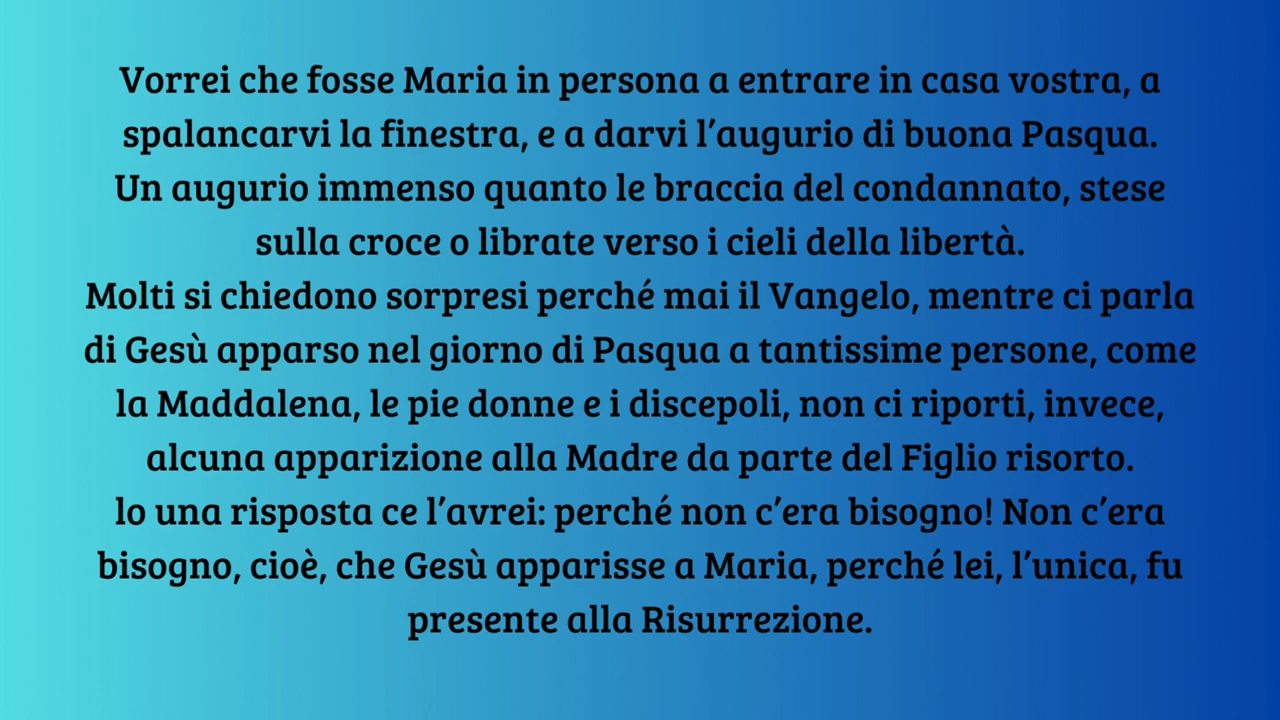 Vorrei che fosse Maria in persona a entrare in casa vostra, a
spalancarvi la finestra, e a darvi l’augurio di buona Pasqua.
Un augurio immenso quanto le braccia del condannato, stese
sulla croce o librate verso i cieli della libertà.
Molti si chiedono sorpresi perché mai il Vangelo, mentre ci parla
di Gesù apparso nel giorno di Pasqua a tantissime persone, come
la Maddalena, le pie donne e i discepoli, non ci riporti, invece,
alcuna apparizione alla Madre da parte del Figlio risorto.
lo una risposta ce l’avrei: perché non c’era bisogno! Non c’era
bisogno, cioè, che Gesù apparisse a Maria, perché lei, l’unica, fu
presente alla Risurrezione.